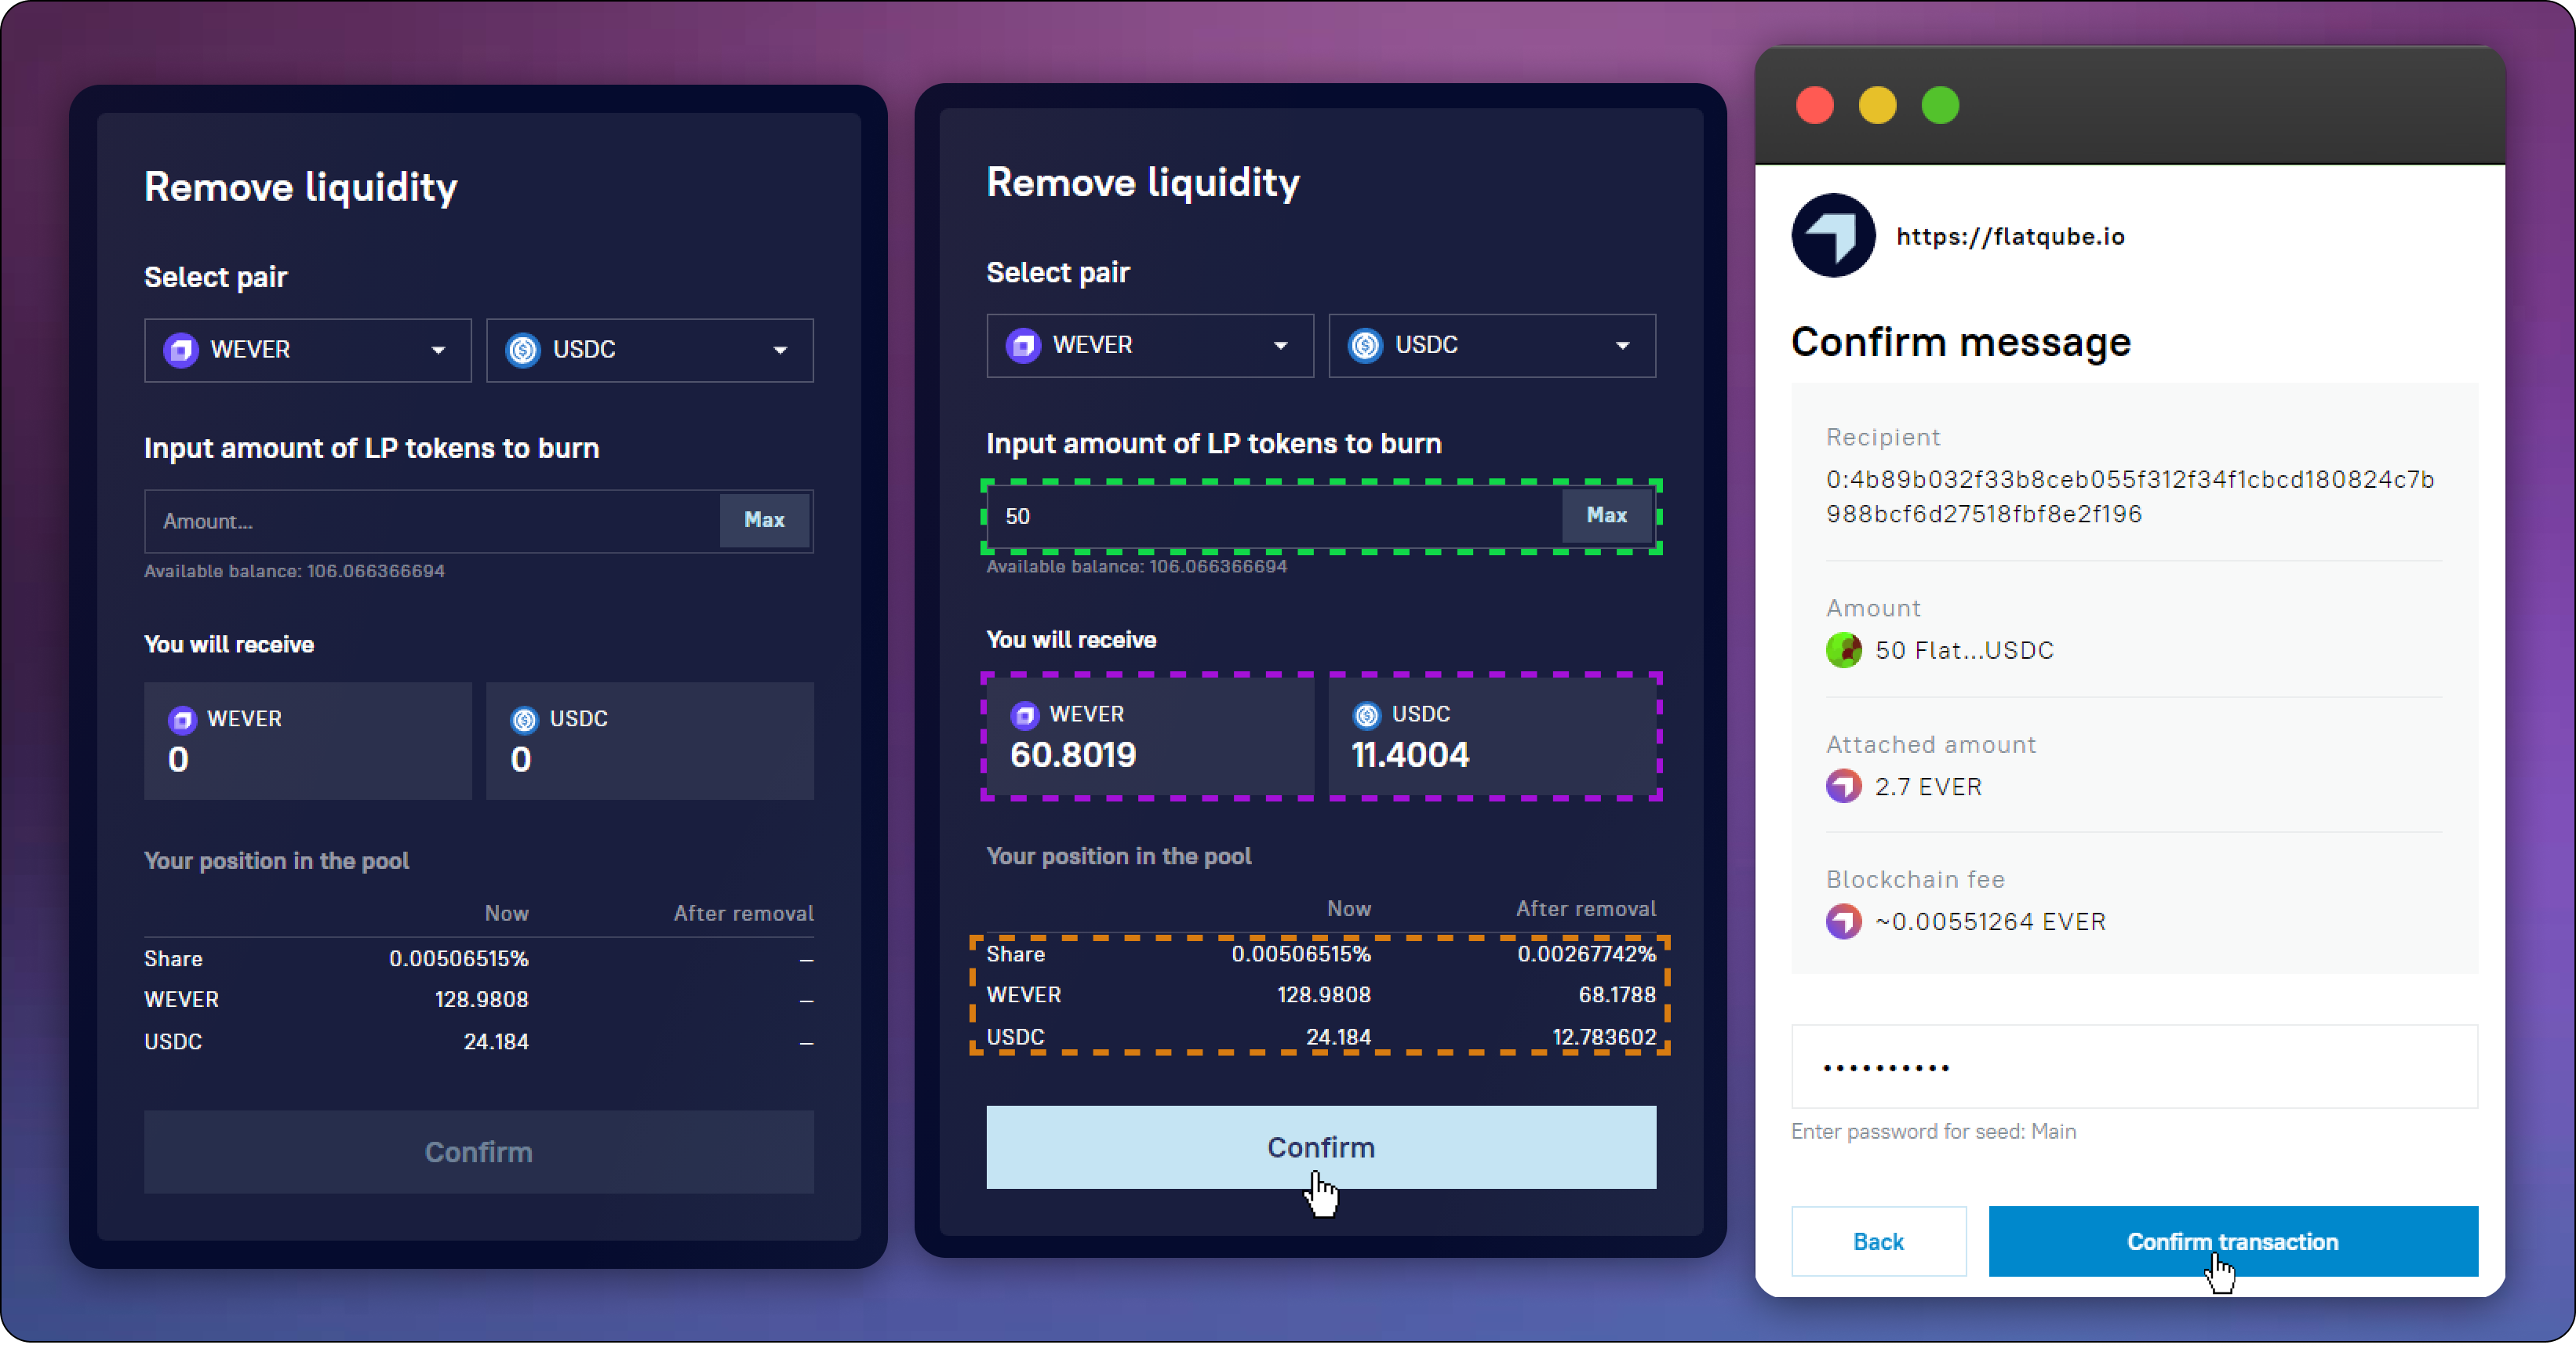 Remove liquidity
Select pair
WEVER
USDC
Input amount of LP tokens to burn
Amount...
Max
Available balance: 106.066366694
You will receive
WEVER
0
USDC
0
Your position in the pool
Now After removal
Share 0.00506515% –
WEVER 128.9808 –
USDC 24.184 –
Confirm
Remove liquidity
Select pair
WEVER
USDC
Input amount of LP tokens to burn
50
Max
Available balance: 106.066366694
You will receive
WEVER
60.8019
USDC
11.4004
Your position in the pool
Now After removal
Share 0.00506515% 0.00267742%
WEVER 128.9808 68.1788
USDC 24.184 12.783602
Confirm
https://flatqube.io
Confirm message
Recipient
0:4b89b032f33b8ceb055f312f34f1cbcd180824c7b
988bcf6d27518fbf8e2f196
Amount
50 Flat...USDC
Attached amount
2.7 EVER
Blockchain fee
~0.00551264 EVER
••••••••••
Enter password for seed: Main
Back
Confirm transaction